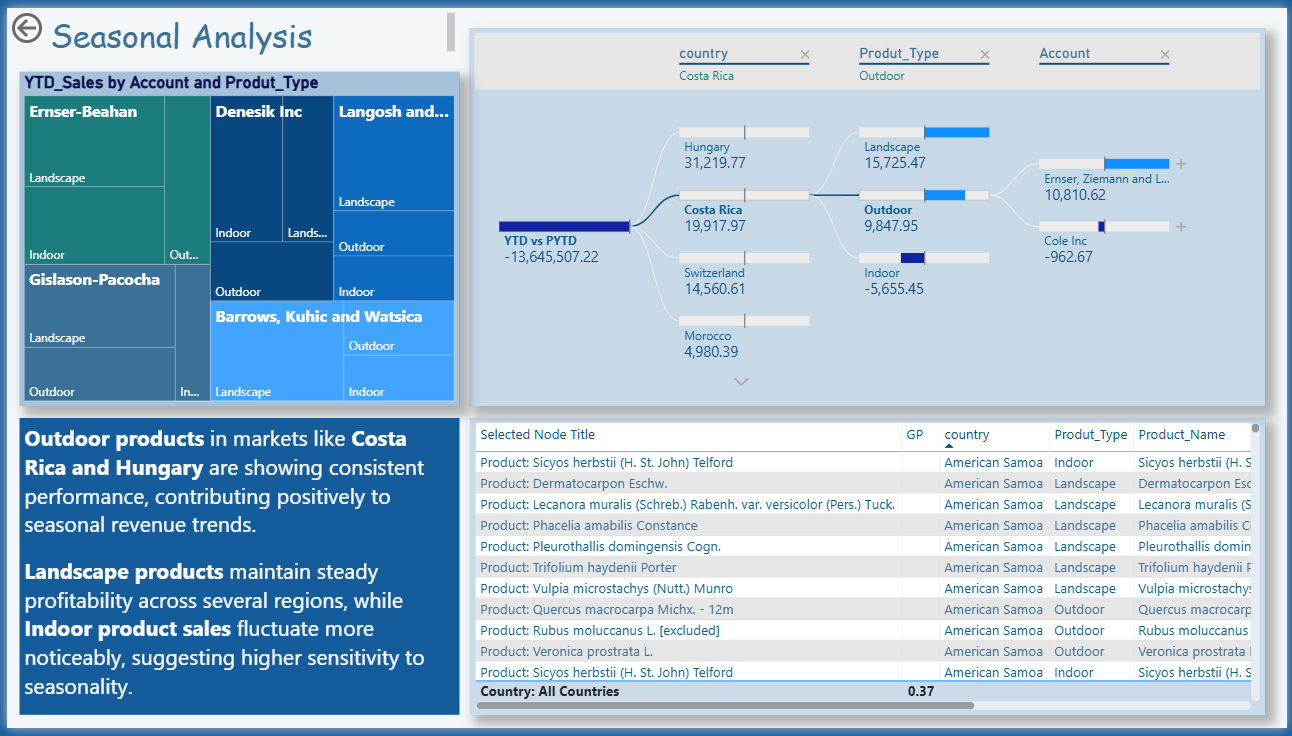 Seasonal Analysis
YTD_Sales by Account and Produt_Type
Ernser-Beahan
Landscape
Indoor
Out...
Gislason-Pacocha
Landscape
Outdoor
In...
Denesik Inc
Indoor
Lands...
Outdoor
Langosh and...
Landscape
Outdoor
Indoor
Barrows, Kuhic and Watsica
Landscape
Outdoor
Indoor
country
Costa Rica
Produt_Type
Outdoor
Account
YTD vs PYTD
-13,645,507.22
Hungary
31,219.77
Costa Rica
19,917.97
Switzerland
14,560.61
Morocco
4,980.39
Landscape
15,725.47
Outdoor
9,847.95
Indoor
-5,655.45
Ernser, Ziemann and L...
10,810.62
Cole Inc
-962.67
Outdoor products in markets like Costa
Rica and Hungary are showing consistent
performance, contributing positively to
seasonal revenue trends.
Landscape products maintain steady
profitability across several regions, while
Indoor product sales fluctuate more
noticeably, suggesting higher sensitivity to
seasonality.
Selected Node Title GP country Produt_Type Product_Name
Product: Sicyos herbstii (H. St. John) Telford American Samoa Indoor Sicyos herbstii (H. S
Product: Dermatocarpon Eschw. American Samoa Landscape Dermatocarpon Esc
Product: Lecanora muralis (Schreb.) Rabenh. var. versicolor (Pers.) Tuck. American Samoa Landscape Lecanora muralis (S
Product: Phacelia amabilis Constance American Samoa Landscape Phacelia amabilis C
Product: Pleurothallis domingensis Cogn. American Samoa Landscape Pleurothallis domin
Product: Trifolium haydenii Porter American Samoa Landscape Trifolium haydenii P
Product: Vulpia microstachys (Nutt.) Munro American Samoa Landscape Vulpia microstachys
Product: Quercus macrocarpa Michx. - 12m American Samoa Outdoor Quercus macrocarp
Product: Rubus moluccanus L. [excluded] American Samoa Outdoor Rubus moluccanus
Product: Veronica prostrata L. American Samoa Outdoor Veronica prostrata
Product: Sicyos herbstii (H. St. John) Telford American Samoa Indoor Sicyos herbstii (H. S
Country: All Countries 0.37